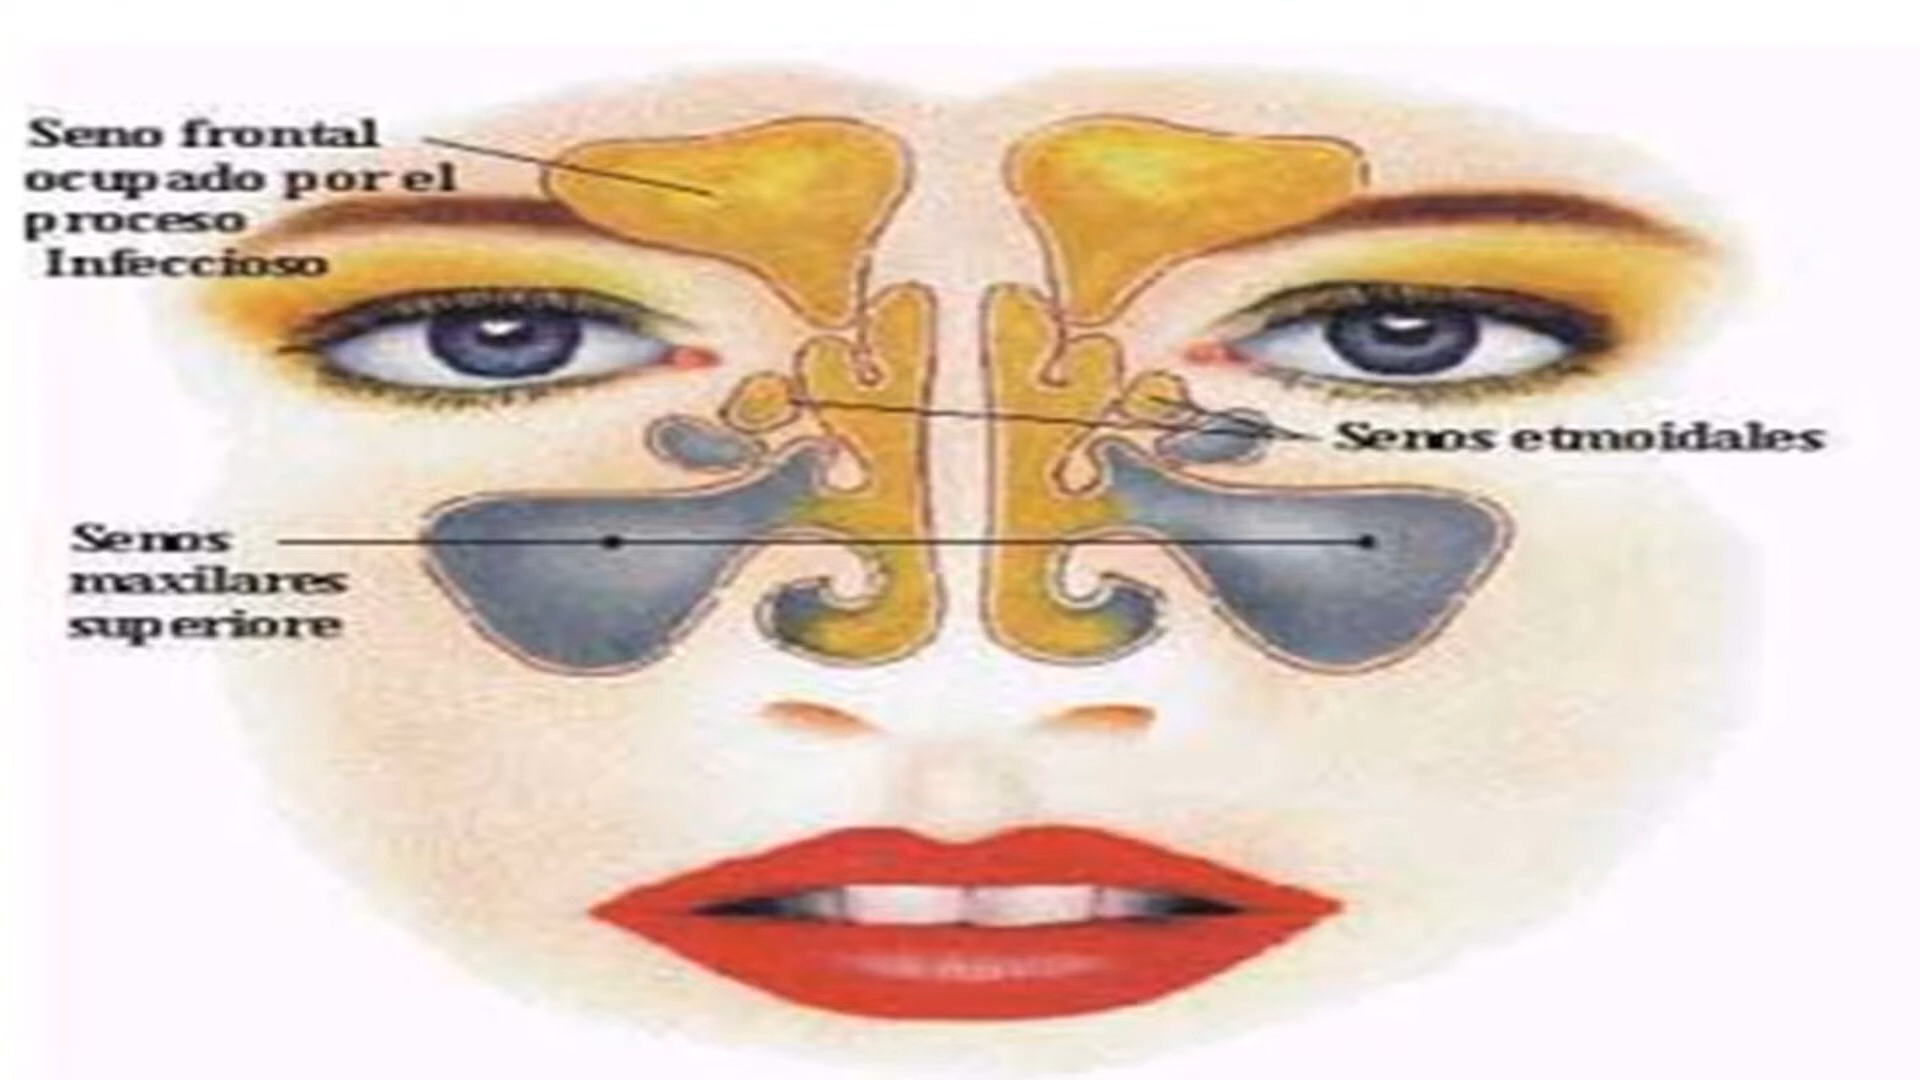 Seno frontal
ocupado por el
proceso
Infeccioso
Senos etmoidales
Senos
maxilares
superiore